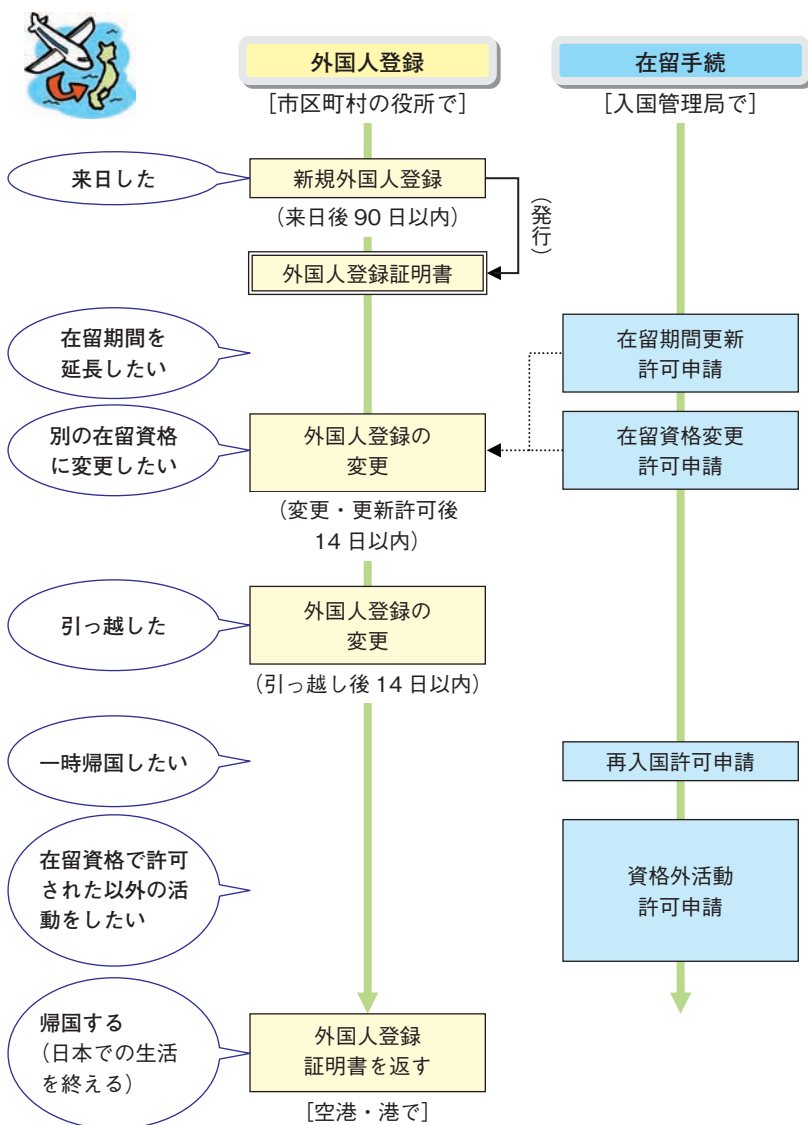 外国人登録
在留手続
［市区町村の役所で］
［入国管理局で］
来日した
新規外国人登録
（来日後 90 日以内）
（発行）
外国人登録証明書
在留期間を
延長したい
在留期間更新
許可申請
別の在留資格
に変更したい
外国人登録の
変更
在留資格変更
許可申請
（変更・更新許可後
14 日以内）
引っ越した
外国人登録の
変更
（引っ越し後 14 日以内）
一時帰国したい
再入国許可申請
在留資格で許可
された以外の活
動をしたい
資格外活動
許可申請
帰国する
（日本での生活
を終える）
外国人登録
証明書を返す
［空港・港で］